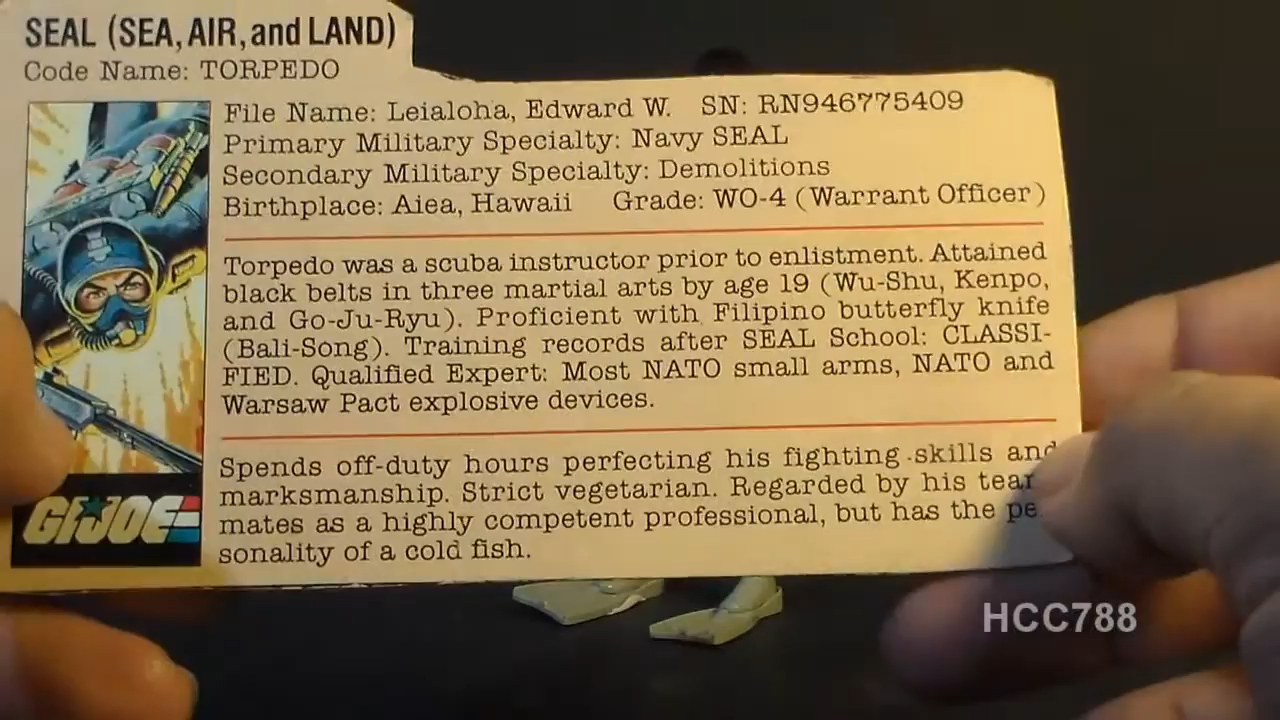 SEAL (SEA, AIR, and LAND)
Code Name: TORPEDO
File Name: Leialoha, Edward W. SN: RN946775409
Primary Military Specialty: Navy SEAL
Secondary Military Specialty: Demolitions
Birthplace: Aiea, Hawaii Grade: WO-4 (Warrant Officer)
Torpedo was a scuba instructor prior to enlistment. Attained
black belts in three martial arts by age 19 (Wu-Shu, Kenpo,
and Go-Ju-Ryu). Proficient with Filipino butterfly knife
(Bali-Song). Training records after SEAL School: CLASSI-
FIED. Qualified Expert: Most NATO small arms, NATO and
Warsaw Pact explosive devices.
Spends off-duty hours perfecting his fighting skills and
marksmanship. Strict vegetarian. Regarded by his team
mates as a highly competent professional, but has the pe
sonality of a cold fish.
GI JOE
HCC788